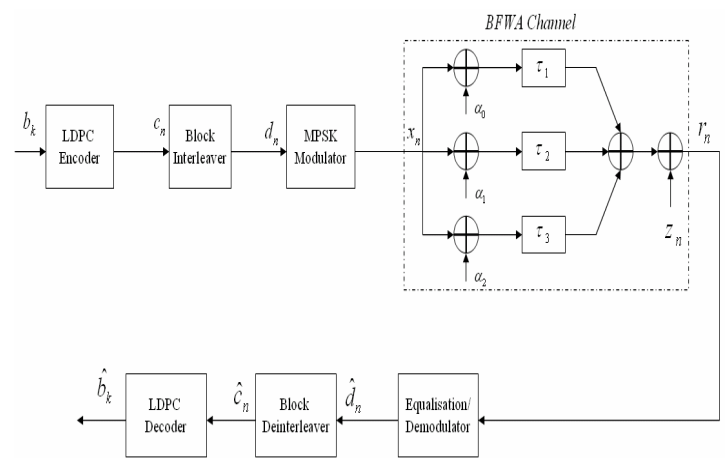 BFWA Channel
b_k
LDPC
Encoder
c_n
Block
Interleaver
d_n
MPSK
Modulator
x_n
α_0
τ_1
α_1
τ_2
α_2
τ_3
z_n
r_n
b̂_k
LDPC
Decoder
ĉ_n
Block
Deinterleaver
d̂_n
Equalisation/
Demodulator